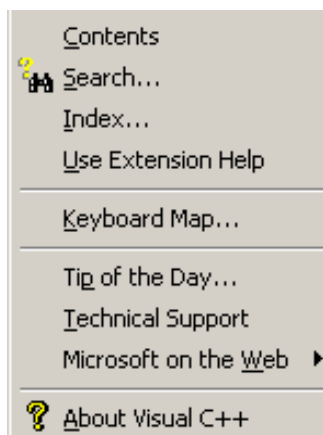 Contents
Search...
Index...
Use Extension Help
Keyboard Map...
Tip of the Day...
Technical Support
Microsoft on the Web
About Visual C++